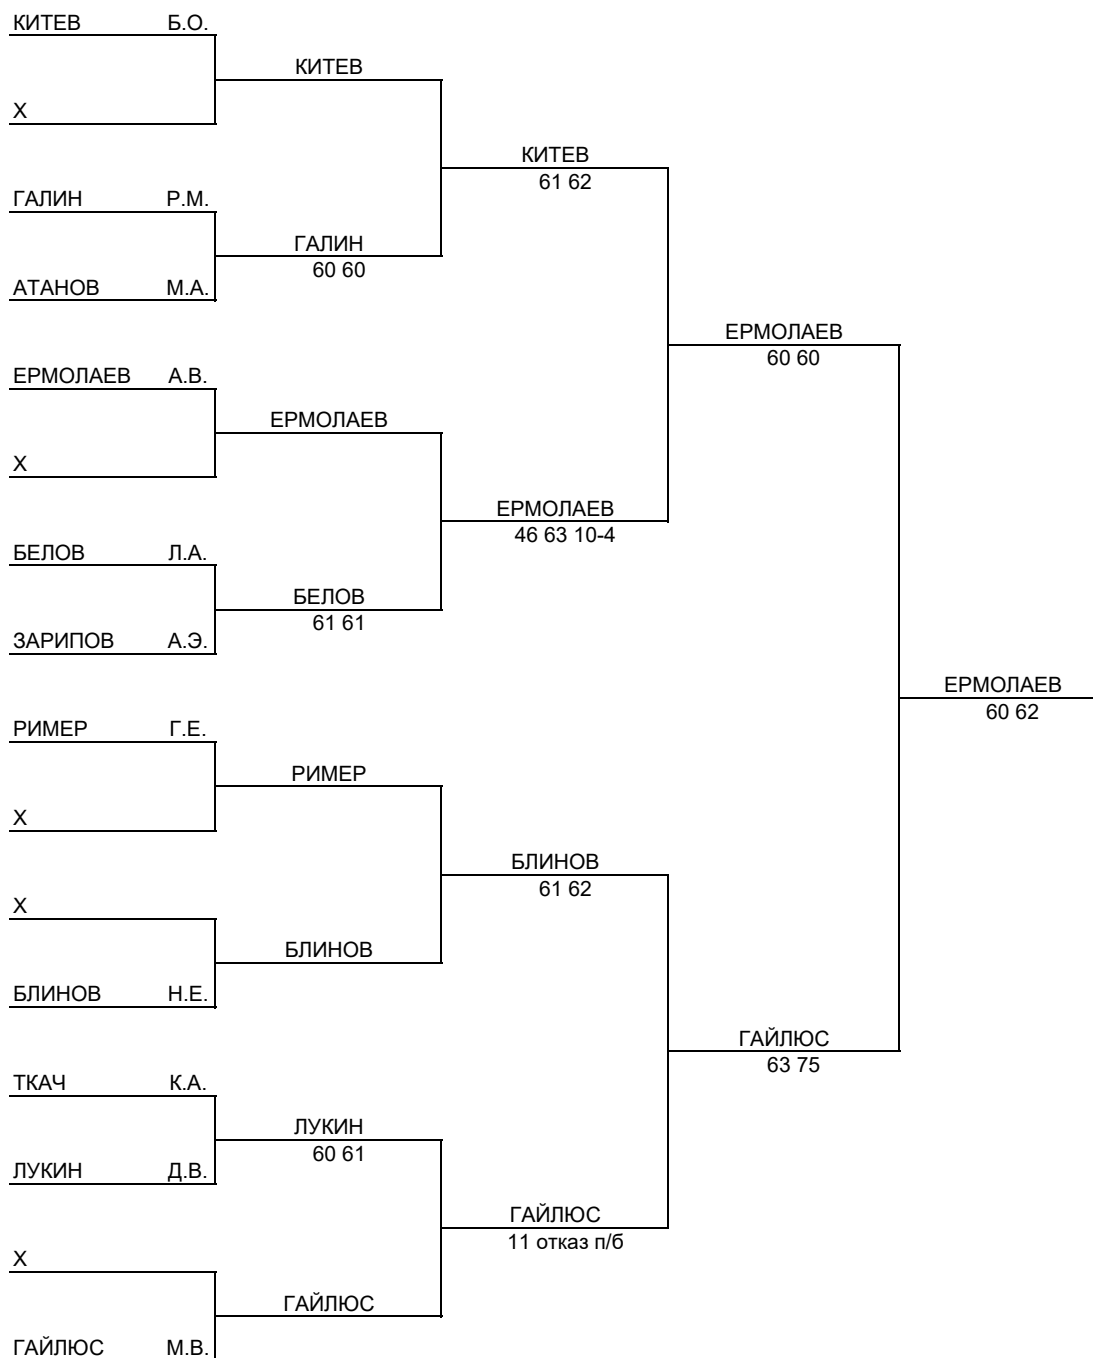 КИТЕВ Б.О.
КИТЕВ
Х
КИТЕВ
61 62
ГАЛИН Р.М.
ГАЛИН
60 60
АТАНОВ М.А.
ЕРМОЛАЕВ
60 60
ЕРМОЛАЕВ А.В.
ЕРМОЛАЕВ
Х
ЕРМОЛАЕВ
46 63 10-4
БЕЛОВ Л.А.
БЕЛОВ
61 61
ЗАРИПОВ А.Э.
ЕРМОЛАЕВ
60 62
РИМЕР Г.Е.
РИМЕР
Х
БЛИНОВ
61 62
Х
БЛИНОВ
БЛИНОВ Н.Е.
ГАЙЛЮС
63 75
ТКАЧ К.А.
ЛУКИН
60 61
ЛУКИН Д.В.
ГАЙЛЮС
11 отказ п/б
Х
ГАЙЛЮС
ГАЙЛЮС М.В.